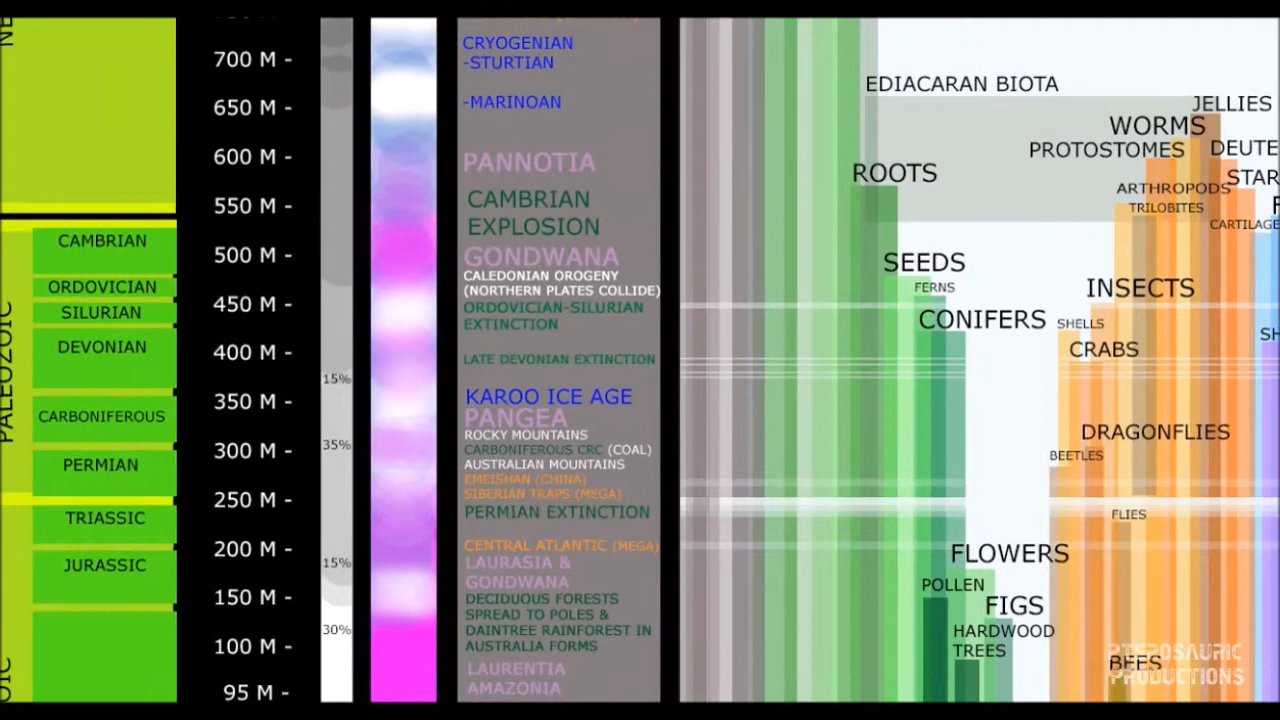 CRYOGENIAN
-STURTIAN
700 M -
EDIACARAN BIOTA
-MARINOAN
650 M -
JELLIES
WORMS
PROTOSTOMES
DEUTE
600 M -
PANNOTIA
ROOTS
STAR
ARTHROPODS
550 M -
CAMBRIAN
EXPLOSION
TRILOBITES
F
CARTILAGE
CAMBRIAN
500 M -
GONDWANA
SEEDS
CALEDONIAN OROGENY
(NORTHERN PLATES COLLIDE)
ORDOVICIAN
FERNS
INSECTS
450 M -
ORDOVICIAN-SILURIAN
EXTINCTION
SILURIAN
CONIFERS
SHELLS
SH
DEVONIAN
400 M -
LATE DEVONIAN EXTINCTION
CRABS
15%
PALEOZOIC
350 M -
KAROO ICE AGE
PANGEA
CARBONIFEROUS
ROCKY MOUNTAINS
DRAGONFLIES
35%
300 M -
CARBONIFEROUS CRC (COAL)
BEETLES
PERMIAN
AUSTRALIAN MOUNTAINS
EMEISHAN (CHINA)
SIBERIAN TRAPS (MEGA)
250 M -
PERMIAN EXTINCTION
FLIES
TRIASSIC
200 M -
CENTRAL ATLANTIC (MEGA)
FLOWERS
JURASSIC
15%
LAURASIA &
GONDWANA
POLLEN
150 M -
DECIDUOUS FORESTS
SPREAD TO POLES &
DAINTREE RAINFOREST IN
AUSTRALIA FORMS
FIGS
30%
HARDWOOD
TREES
100 M -
BEES
PTEROSAURIC
PRODUCTIONS
LAURENTIA
AMAZONIA
95 M -
OIC